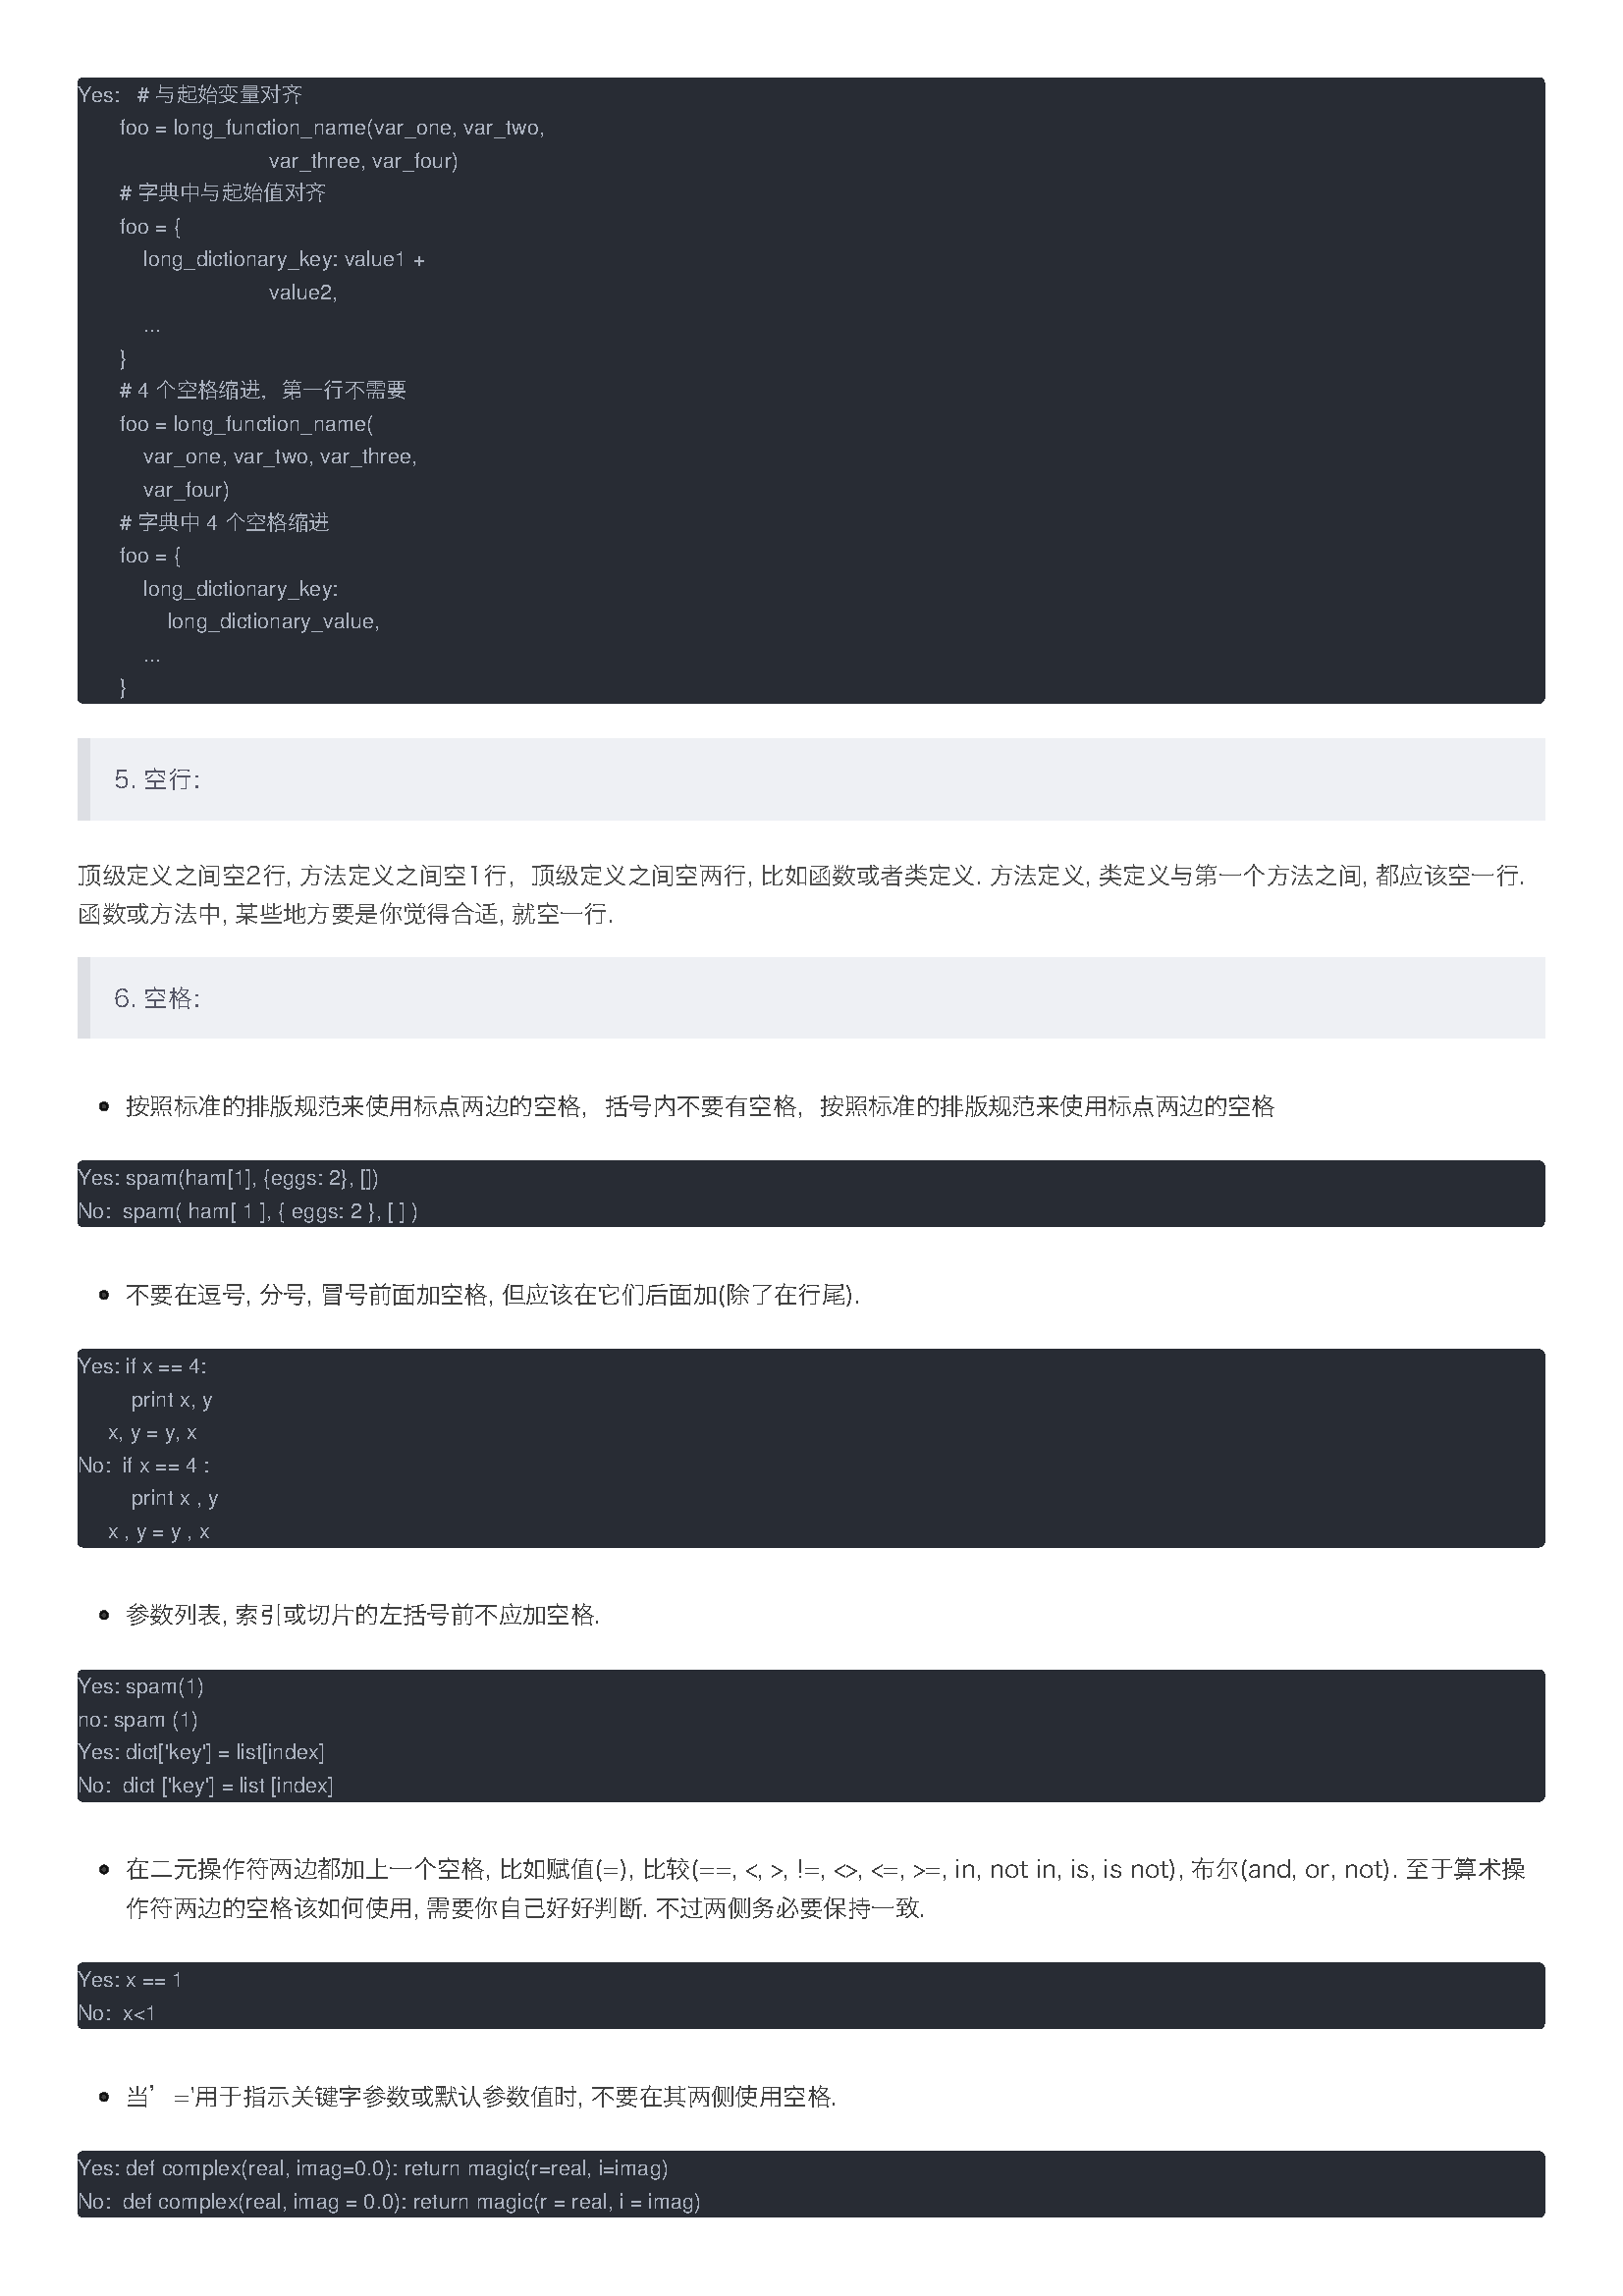 Yes:   # 与起始变量对齐
       foo = long_function_name(var_one, var_two,
                                var_three, var_four)
       # 字典中与起始值对齐
       foo = {
           long_dictionary_key: value1 +
                                value2,
           ...
       }
       # 4 个空格缩进，第一行不需要
       foo = long_function_name(
           var_one, var_two, var_three,
           var_four)
       # 字典中 4 个空格缩进
       foo = {
           long_dictionary_key:
               long_dictionary_value,
           ...
       }
5. 空行:
顶级定义之间空2行, 方法定义之间空1行，顶级定义之间空两行, 比如函数或者类定义. 方法定义, 类定义与第一个方法之间, 都应该空一行.
函数或方法中, 某些地方要是你觉得合适, 就空一行.
6. 空格:
• 按照标准的排版规范来使用标点两边的空格，括号内不要有空格，按照标准的排版规范来使用标点两边的空格
Yes: spam(ham[1], {eggs: 2}, [])
No:  spam( ham[ 1 ], { eggs: 2 }, [ ] )
• 不要在逗号, 分号, 冒号前面加空格, 但应该在它们后面加(除了在行尾).
Yes: if x == 4:
         print x, y
     x, y = y, x
No:  if x == 4 :
         print x , y
     x , y = y , x
• 参数列表, 索引或切片的左括号前不应加空格.
Yes: spam(1)
no: spam (1)
Yes: dict['key'] = list[index]
No:  dict ['key'] = list [index]
• 在二元操作符两边都加上一个空格, 比如赋值(=), 比较(==, <, >, !=, <>, <=, >=, in, not in, is, is not), 布尔(and, or, not). 至于算术操
作符两边的空格该如何使用, 需要你自己好好判断. 不过两侧务必要保持一致.
Yes: x == 1
No:  x<1
• 当’='用于指示关键字参数或默认参数值时, 不要在其两侧使用空格.
Yes: def complex(real, imag=0.0): return magic(r=real, i=imag)
No:  def complex(real, imag = 0.0): return magic(r = real, i = imag)